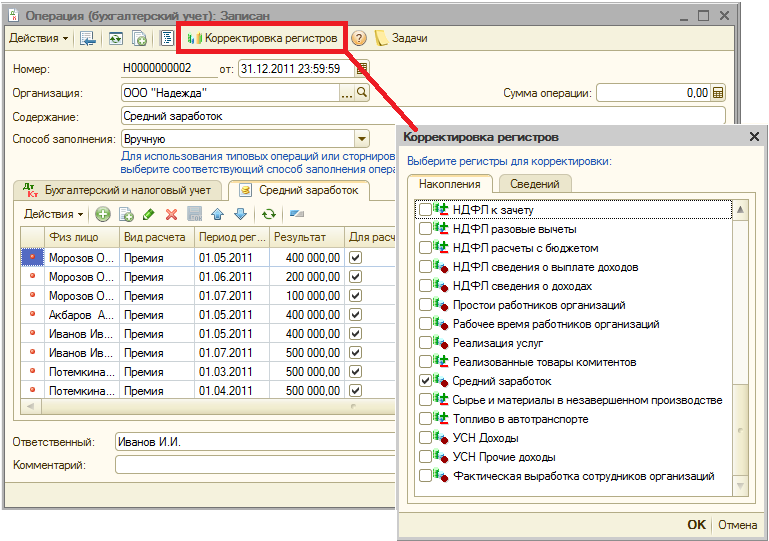 Операция (бухгалтерский учет): Записан
Действия
Корректировка регистров
Задачи
Номер: Н0000000002 от: 31.12.2011 23:59:59
Организация: ООО "Надежда" Сумма операции: 0,00
Содержание: Средний заработок
Способ заполнения: Вручную
Для использования типовых операций или сторниров
выберите соответствующий способ заполнения опера
Бухгалтерский и налоговый учет Средний заработок
Действия
Физ лицо Вид расчета Период рег... Результат Для расч
Морозов О... Премия 01.05.2011 400 000,00
Морозов О... Премия 01.06.2011 200 000,00
Морозов О... Премия 01.07.2011 100 000,00
Акбаров А... Премия 01.05.2011 400 000,00
Иванов Ив... Премия 01.05.2011 400 000,00
Иванов Ив... Премия 01.07.2011 500 000,00
Потемкина... Премия 01.03.2011 500 000,00
Потемкина... Премия 01.04.2011 500 000,00
Ответственный: Иванов И.И.
Комментарий:
Корректировка регистров
Выберите регистры для корректировки:
Накопления Сведений
НДФЛ к зачету
НДФЛ разовые вычеты
НДФЛ расчеты с бюджетом
НДФЛ сведения о выплате доходов
НДФЛ сведения о доходах
Простои работников организаций
Рабочее время работников организаций
Реализация услуг
Реализованные товары комитентов
Средний заработок
Сырье и материалы в незавершенном производстве
Топливо в автотранспорте
УСН Доходы
УСН Прочие доходы
Фактическая выработка сотрудников организаций
OK Отмена